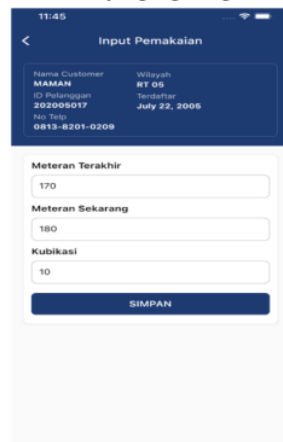 11:45
Input Pemakaian
Nama Customer
MAMAN
Wilayah
RT 05
ID Pelanggan
202005017
Terdaftar
July 22, 2005
No Telp
0813-8201-0209
Meteran Terakhir
170
Meteran Sekarang
180
Kubikasi
10
SIMPAN